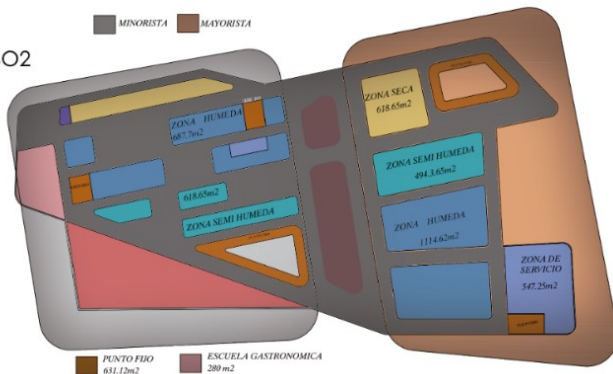 MINORISTA
MAYORISTA
SO2
ZONA HUMEDA
687.7m2
ZONA SECA
618.65m2
618.65m2
ZONA SEMI HUMEDA
ZONA SEMI HUMEDA
494.3.65m2
ZONA HUMEDA
1114.62m2
ZONA DE
SERVICIO
547.25m2
PUNTO FIJO
631.12m2
ESCUELA GASTRONOMICA
280 m2